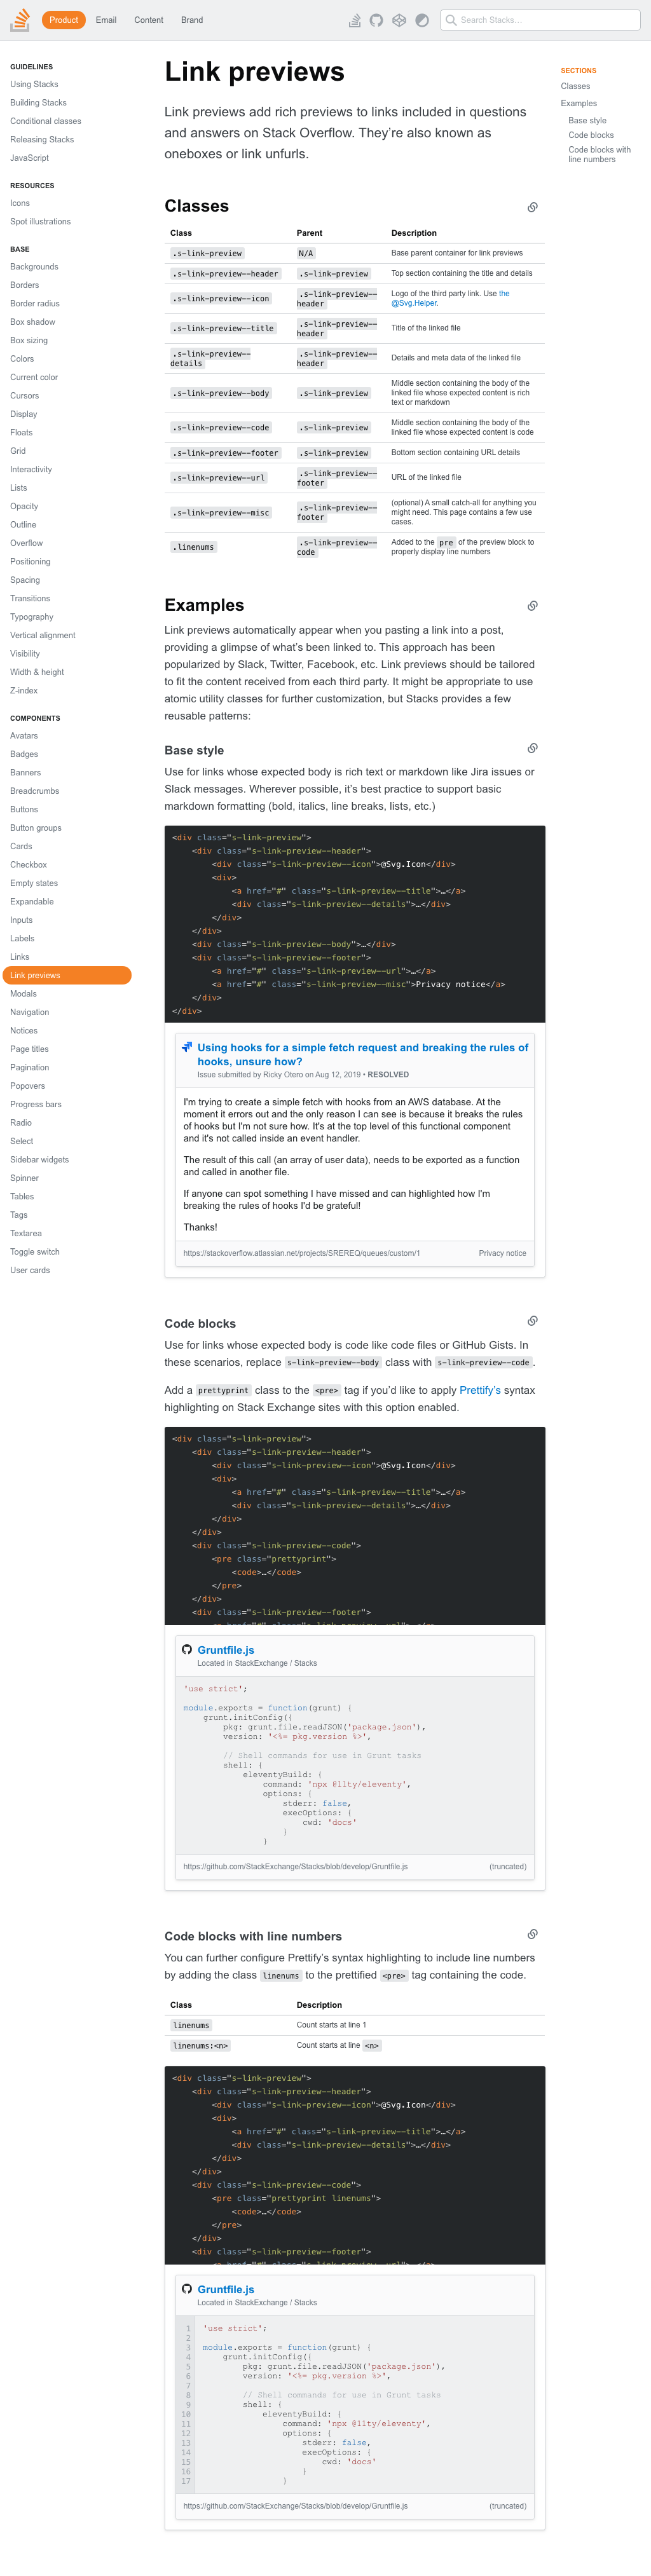 Product
Email
Content
Brand
Search Stacks…
GUIDELINES
Using Stacks
Building Stacks
Conditional classes
Releasing Stacks
JavaScript
RESOURCES
Icons
Spot illustrations
BASE
Backgrounds
Borders
Border radius
Box shadow
Box sizing
Colors
Current color
Cursors
Display
Floats
Grid
Interactivity
Lists
Opacity
Outline
Overflow
Positioning
Spacing
Transitions
Typography
Vertical alignment
Visibility
Width & height
Z-index
COMPONENTS
Avatars
Badges
Banners
Breadcrumbs
Buttons
Button groups
Cards
Checkbox
Empty states
Expandable
Inputs
Labels
Links
Link previews
Modals
Navigation
Notices
Page titles
Pagination
Popovers
Progress bars
Radio
Select
Sidebar widgets
Spinner
Tables
Tags
Textarea
Toggle switch
User cards
Link previews
Link previews add rich previews to links included in questions
and answers on Stack Overflow. They’re also known as
oneboxes or link unfurls.
Classes
Class Parent Description
.s-link-preview N/A Base parent container for link previews
.s-link-preview--header .s-link-preview Top section containing the title and details
.s-link-preview--icon .s-link-preview--
header Logo of the third party link. Use the
@Svg.Helper.
.s-link-preview--title .s-link-preview--
header Title of the linked file
.s-link-preview--
details .s-link-preview--
header Details and meta data of the linked file
.s-link-preview--body .s-link-preview Middle section containing the body of the
linked file whose expected content is rich
text or markdown
.s-link-preview--code .s-link-preview Middle section containing the body of the
linked file whose expected content is code
.s-link-preview--footer .s-link-preview Bottom section containing URL details
.s-link-preview--url .s-link-preview--
footer URL of the linked file
.s-link-preview--misc .s-link-preview--
footer (optional) A small catch-all for anything you
might need. This page contains a few use
cases.
.linenums .s-link-preview--
code Added to the pre of the preview block to
properly display line numbers
Examples
Link previews automatically appear when you pasting a link into a post,
providing a glimpse of what’s been linked to. This approach has been
popularized by Slack, Twitter, Facebook, etc. Link previews should be tailored
to fit the content received from each third party. It might be appropriate to use
atomic utility classes for further customization, but Stacks provides a few
reusable patterns:
Base style
Use for links whose expected body is rich text or markdown like Jira issues or
Slack messages. Wherever possible, it’s best practice to support basic
markdown formatting (bold, italics, line breaks, lists, etc.)
<div class="s-link-preview">
<div class="s-link-preview--header">
<div class="s-link-preview--icon">@Svg.Icon</div>
<div>
<a href="#" class="s-link-preview--title">…</a>
<div class="s-link-preview--details">…</div>
</div>
</div>
<div class="s-link-preview--body">…</div>
<div class="s-link-preview--footer">
<a href="#" class="s-link-preview--url">…</a>
<a href="#" class="s-link-preview--misc">Privacy notice</a>
</div>
</div>
Using hooks for a simple fetch request and breaking the rules of
hooks, unsure how?
Issue submitted by Ricky Otero on Aug 12, 2019 • RESOLVED
I'm trying to create a simple fetch with hooks from an AWS database. At the
moment it errors out and the only reason I can see is because it breaks the rules
of hooks but I'm not sure how. It's at the top level of this functional component
and it's not called inside an event handler.
The result of this call (an array of user data), needs to be exported as a function
and called in another file.
If anyone can spot something I have missed and can highlighted how I'm
breaking the rules of hooks I'd be grateful!
Thanks!
https://stackoverflow.atlassian.net/projects/SREREQ/queues/custom/1 Privacy notice
Code blocks
Use for links whose expected body is code like code files or GitHub Gists. In
these scenarios, replace s-link-preview--body class with s-link-preview--code.
Add a prettyprint class to the <pre> tag if you’d like to apply Prettify’s syntax
highlighting on Stack Exchange sites with this option enabled.
<div class="s-link-preview">
<div class="s-link-preview--header">
<div class="s-link-preview--icon">@Svg.Icon</div>
<div>
<a href="#" class="s-link-preview--title">…</a>
<div class="s-link-preview--details">…</div>
</div>
</div>
<div class="s-link-preview--code">
<pre class="prettyprint">
<code>…</code>
</pre>
</div>
<div class="s-link-preview--footer">
Gruntfile.js
Located in StackExchange / Stacks
'use strict';
module.exports = function(grunt) {
grunt.initConfig({
pkg: grunt.file.readJSON('package.json'),
version: '<%= pkg.version %>',
// Shell commands for use in Grunt tasks
shell: {
eleventyBuild: {
command: 'npx @11ty/eleventy',
options: {
stderr: false,
execOptions: {
cwd: 'docs'
}
}
https://github.com/StackExchange/Stacks/blob/develop/Gruntfile.js (truncated)
Code blocks with line numbers
You can further configure Prettify’s syntax highlighting to include line numbers
by adding the class linenums to the prettified <pre> tag containing the code.
Class Description
linenums Count starts at line 1
linenums:<n> Count starts at line <n>
<div class="s-link-preview">
<div class="s-link-preview--header">
<div class="s-link-preview--icon">@Svg.Icon</div>
<div>
<a href="#" class="s-link-preview--title">…</a>
<div class="s-link-preview--details">…</div>
</div>
</div>
<div class="s-link-preview--code">
<pre class="prettyprint linenums">
<code>…</code>
</pre>
</div>
<div class="s-link-preview--footer">
Gruntfile.js
Located in StackExchange / Stacks
1 'use strict';
2
3 module.exports = function(grunt) {
4 grunt.initConfig({
5 pkg: grunt.file.readJSON('package.json'),
6 version: '<%= pkg.version %>',
7
8 // Shell commands for use in Grunt tasks
9 shell: {
10 eleventyBuild: {
11 command: 'npx @11ty/eleventy',
12 options: {
13 stderr: false,
14 execOptions: {
15 cwd: 'docs'
16 }
17 }
https://github.com/StackExchange/Stacks/blob/develop/Gruntfile.js (truncated)
SECTIONS
Classes
Examples
Base style
Code blocks
Code blocks with
line numbers